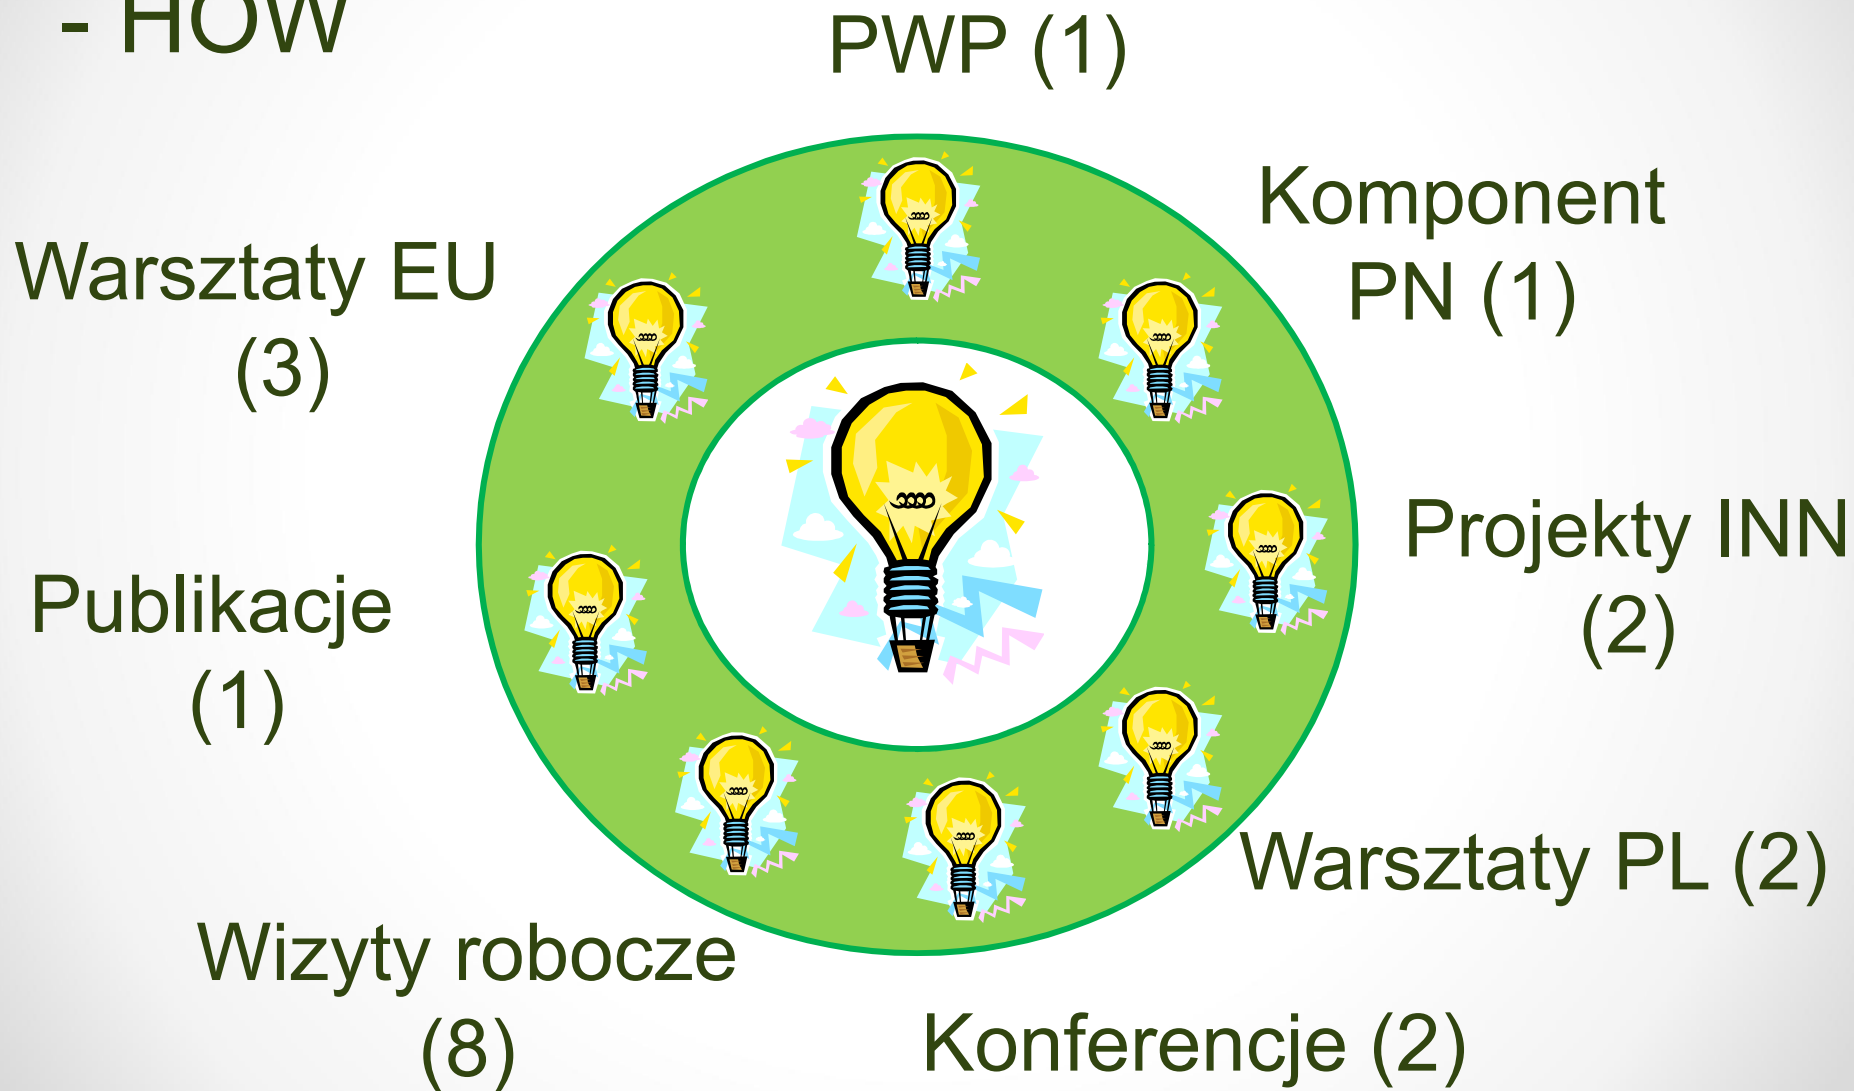 - HOW
PWP (1)
Komponent
PN (1)
Projekty INN
(2)
Warsztaty PL (2)
Konferencje (2)
Wizyty robocze
(8)
Publikacje
(1)
Warsztaty EU
(3)